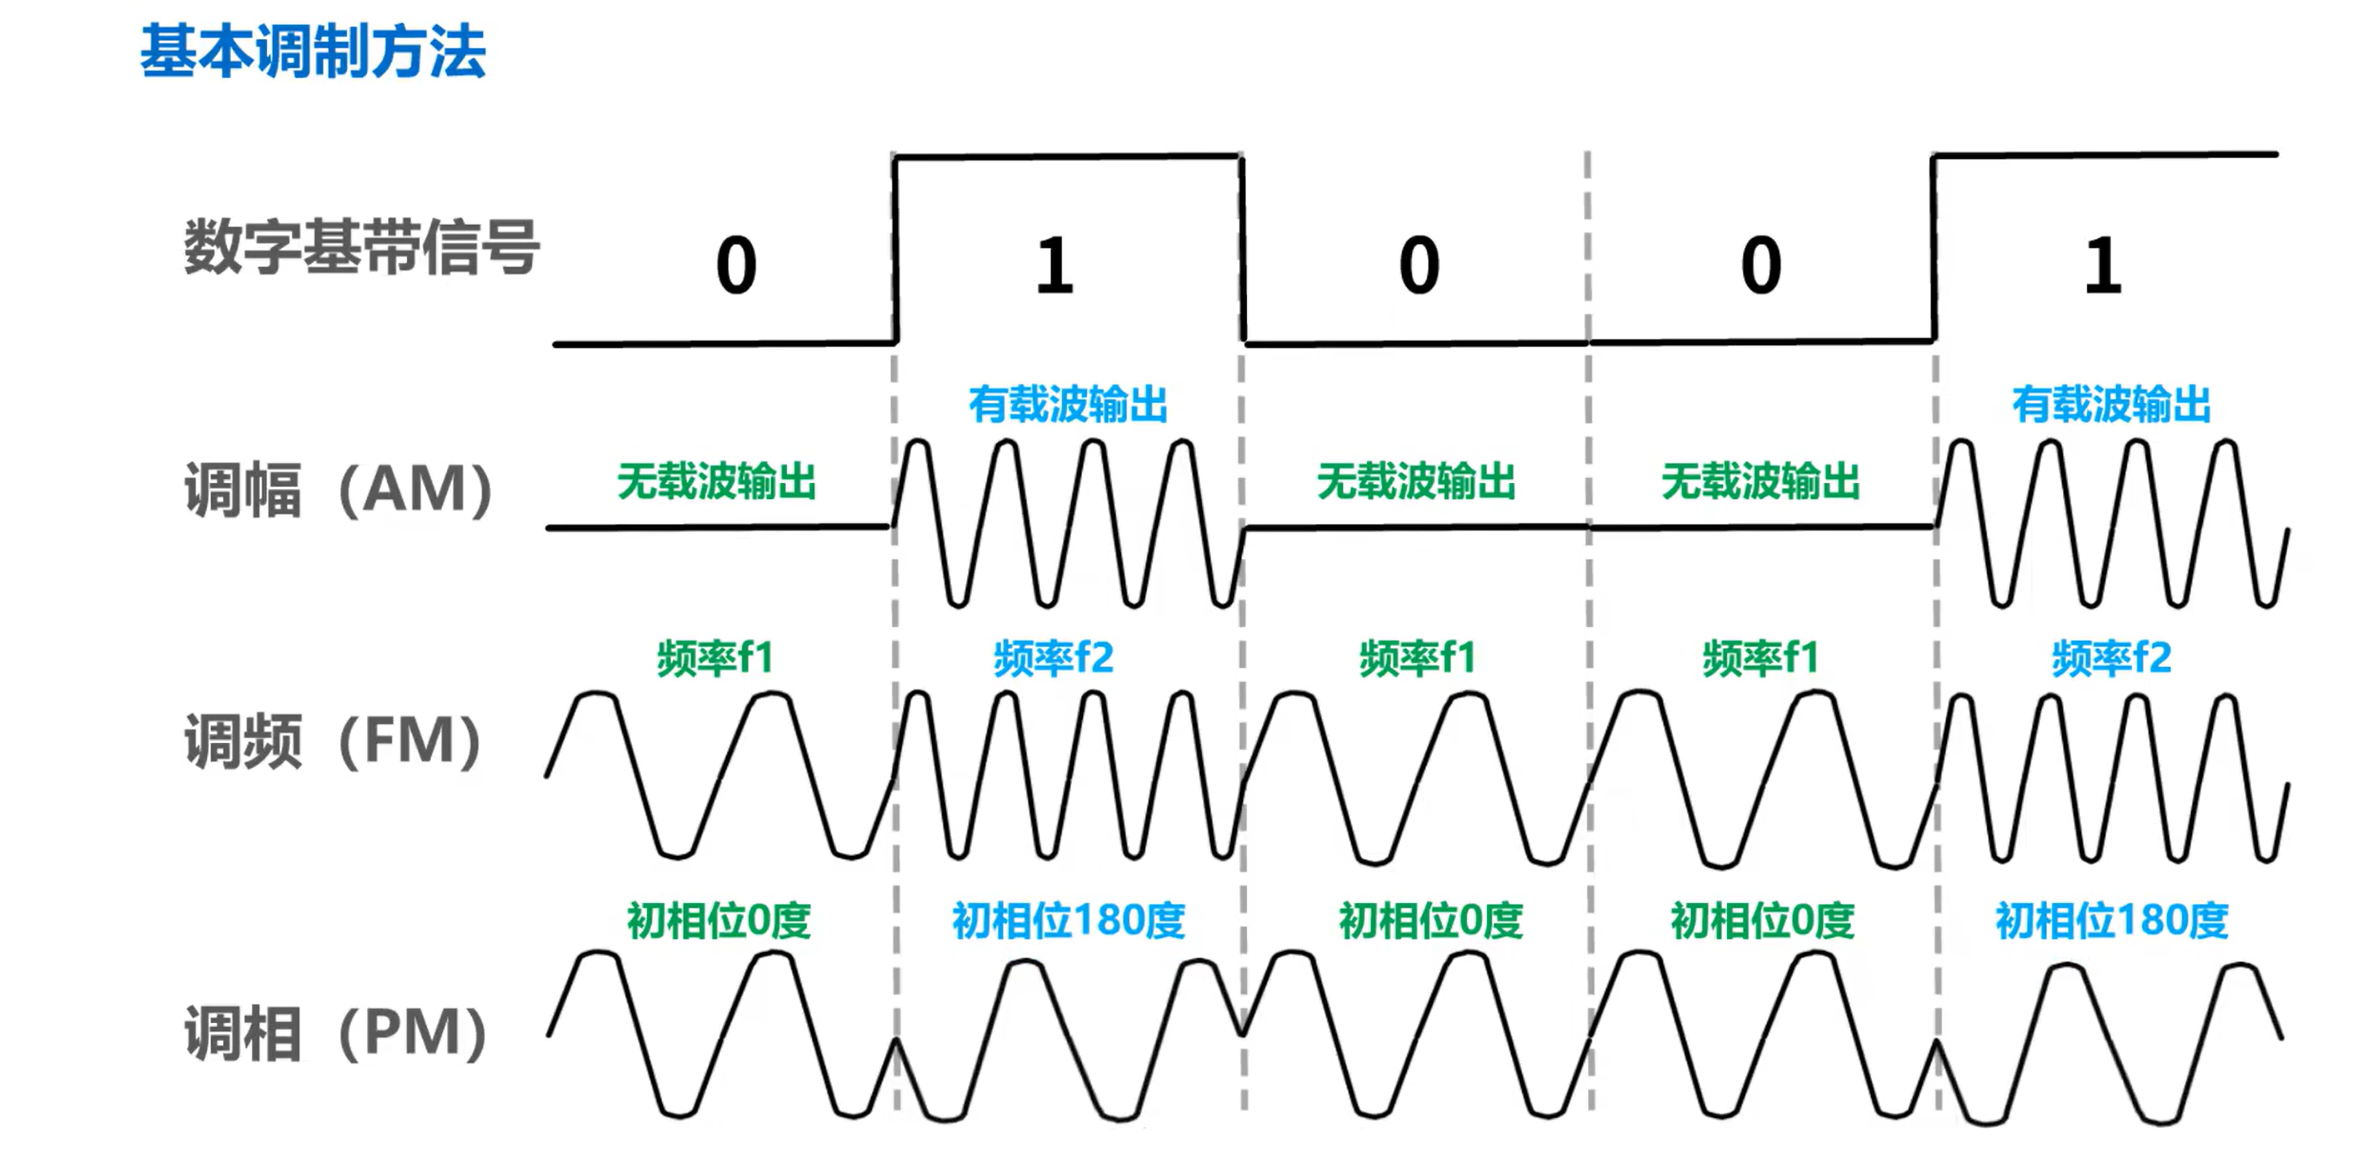 基本调制方法
数字基带信号 0 1 0 0 1
有载波输出 有载波输出
调幅（AM） 无载波输出 无载波输出 无载波输出
频率f1 频率f2 频率f1 频率f1 频率f2
调频（FM）
初相位0度 初相位180度 初相位0度 初相位0度 初相位180度
调相（PM）